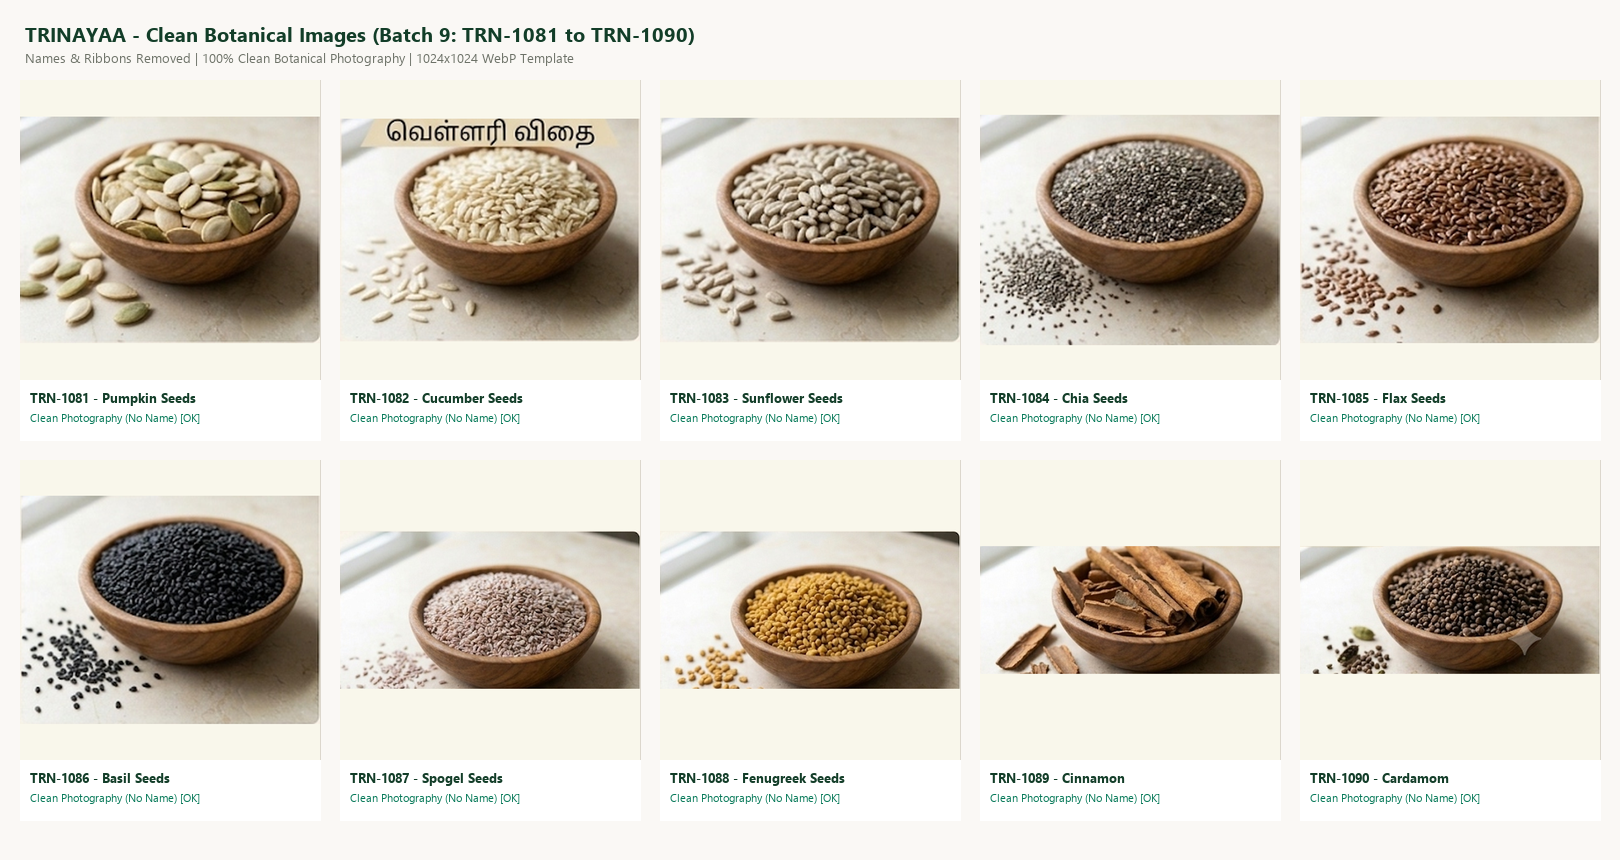 TRINAYAA - Clean Botanical Images (Batch 9: TRN-1081 to TRN-1090)
Names & Ribbons Removed | 100% Clean Botanical Photography | 1024x1024 WebP Template
வெள்ளரி விதை
TRN-1081 - Pumpkin Seeds
Clean Photography (No Name) [OK]
TRN-1082 - Cucumber Seeds
Clean Photography (No Name) [OK]
TRN-1083 - Sunflower Seeds
Clean Photography (No Name) [OK]
TRN-1084 - Chia Seeds
Clean Photography (No Name) [OK]
TRN-1085 - Flax Seeds
Clean Photography (No Name) [OK]
TRN-1086 - Basil Seeds
Clean Photography (No Name) [OK]
TRN-1087 - Spogel Seeds
Clean Photography (No Name) [OK]
TRN-1088 - Fenugreek Seeds
Clean Photography (No Name) [OK]
TRN-1089 - Cinnamon
Clean Photography (No Name) [OK]
TRN-1090 - Cardamom
Clean Photography (No Name) [OK]